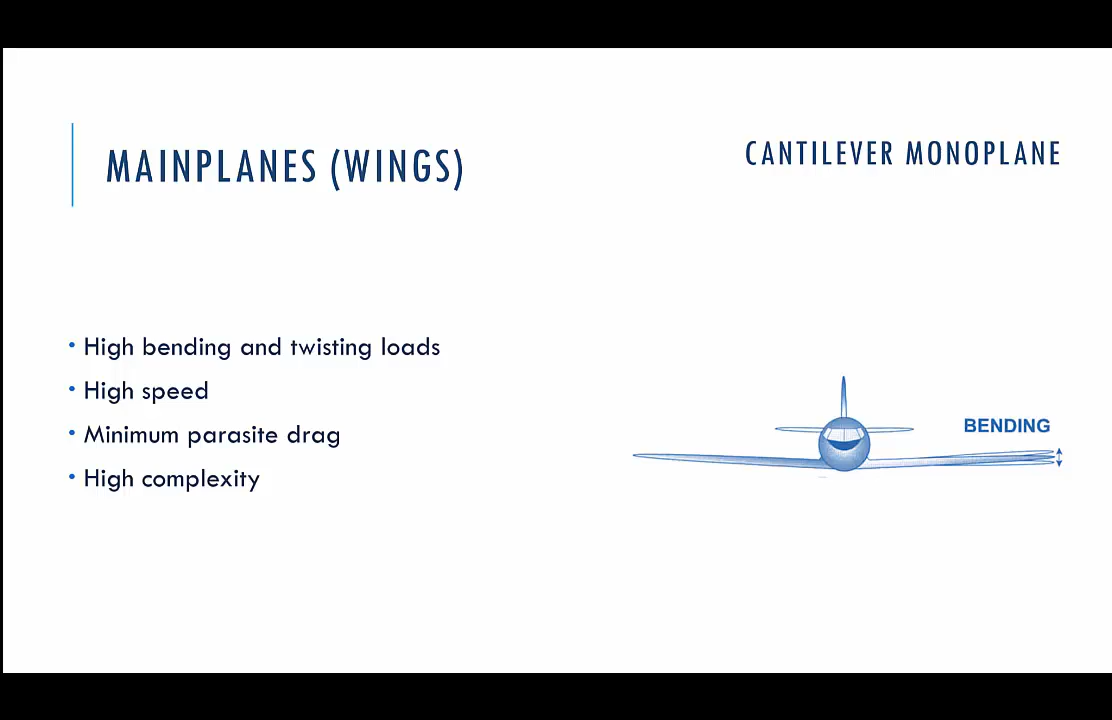 MAINPLANES (WINGS)
CANTILEVER MONOPLANE
• High bending and twisting loads
• High speed
• Minimum parasite drag
• High complexity
BENDING